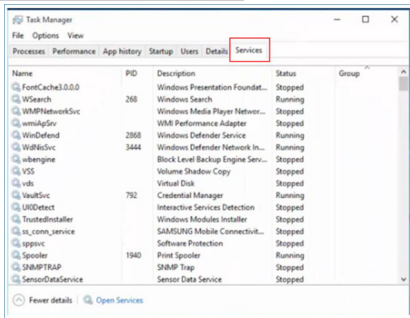 Task Manager
File Options View
Processes Performance App history Startup Users Details Services
Name PID Description Status Group
FontCache3.0.0.0 Windows Presentation Foundat... Stopped
WSearch 268 Windows Search Running
WMPNetworkSvc Windows Media Player Networ... Stopped
wmiApSrv WMI Performance Adapter Stopped
WinDefend 2868 Windows Defender Service Running
WdNisSvc 3444 Windows Defender Network In... Running
wbengine Block Level Backup Engine Serv... Stopped
VSS Volume Shadow Copy Stopped
vds Virtual Disk Stopped
VaultSvc 792 Credential Manager Running
UI0Detect Interactive Services Detection Stopped
TrustedInstaller Windows Modules Installer Stopped
ss_conn_service SAMSUNG Mobile Connectivit... Stopped
sppsvc Software Protection Stopped
Spooler 1940 Print Spooler Running
SNMPTRAP SNMP Trap Stopped
SensorDataService Sensor Data Service Stopped
Fewer details Open Services